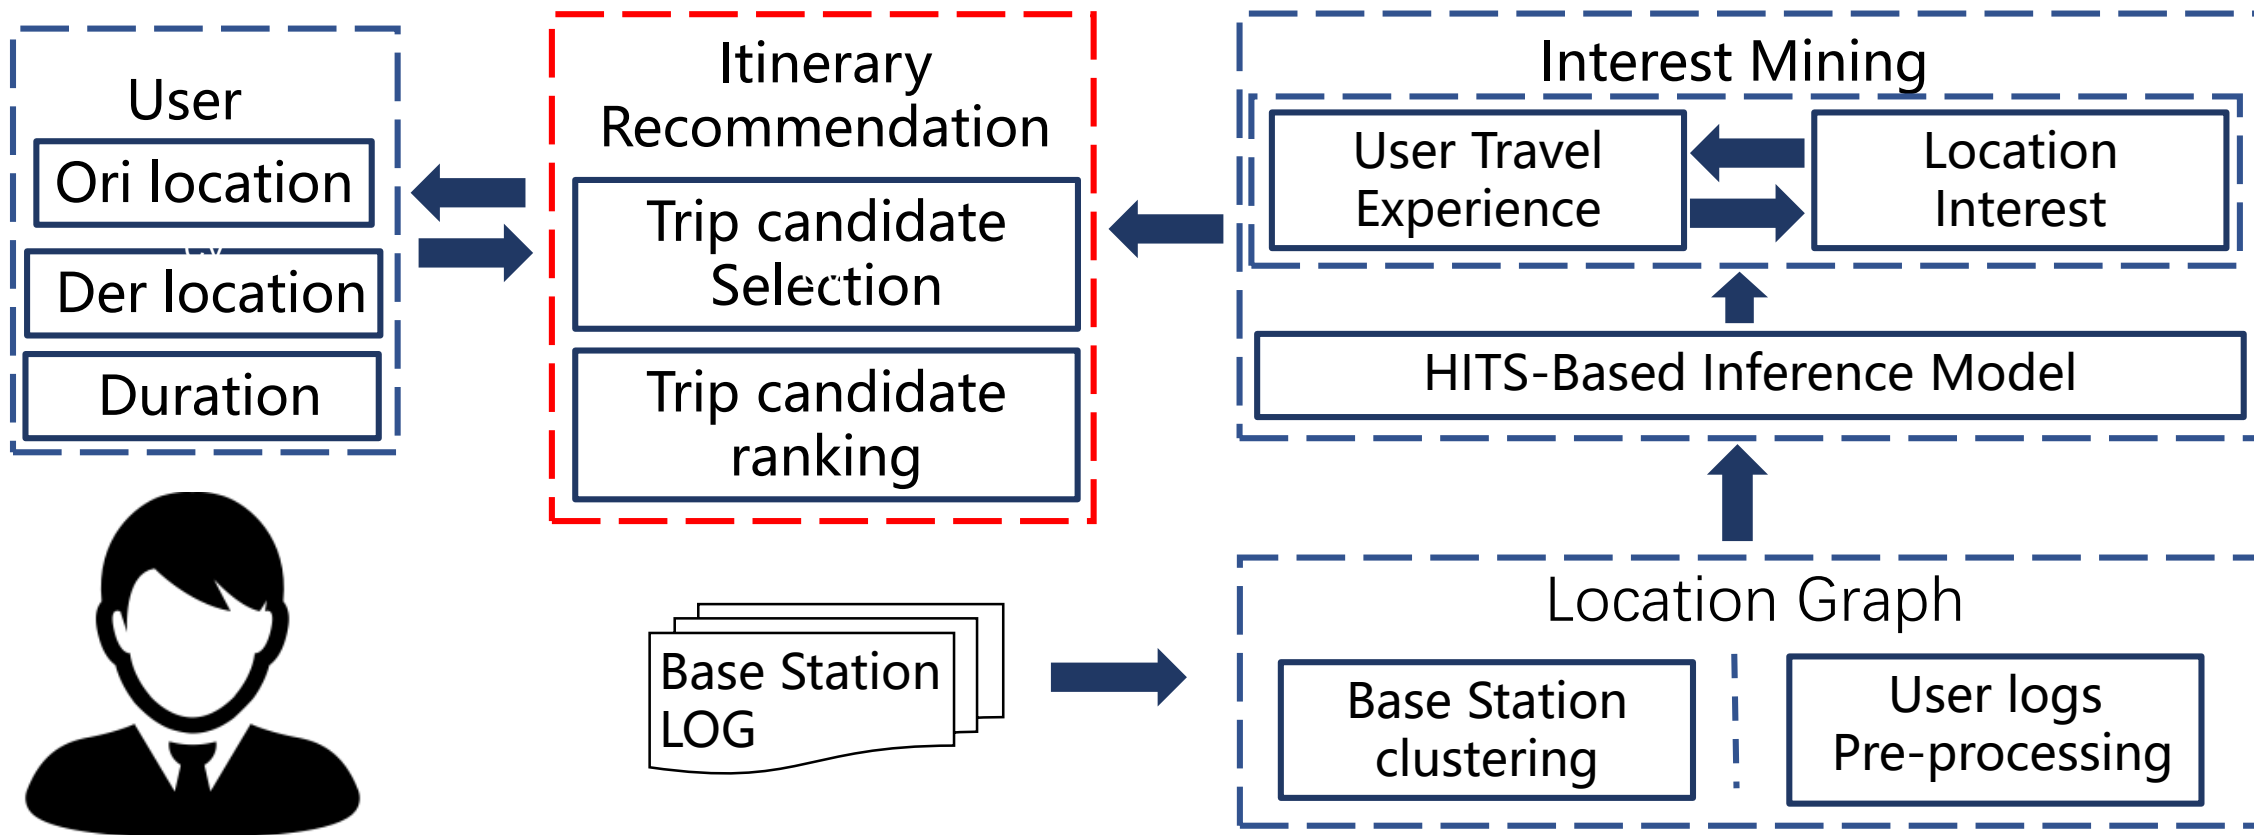 User
Ori location
Der location
Duration
Itinerary
Recommendation
Trip candidate
Selection
Trip candidate
ranking
Interest Mining
User Travel
Experience
Location
Interest
HITS-Based Inference Model
Base Station
LOG
Location Graph
Base Station
clustering
User logs
Pre-processing